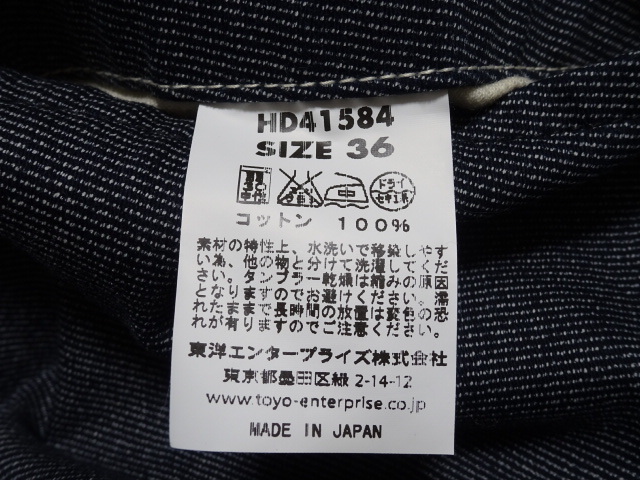 HD41584
SIZE 36
ドライ
セキユ系
コットン 100%
素材の特性上、水洗いで移染しやす
い為、他の物と分けて洗濯してくだ
さい。タンブラー乾燥は縮みの原因
となりますのでお避けください。濡
れたままで長時間の放置は変色の恐
れが有りますのでご注意ください。
東洋エンタープライズ株式会社
東京都墨田区緑 2-14-12
www.toyo-enterprise.co.jp
MADE IN JAPAN